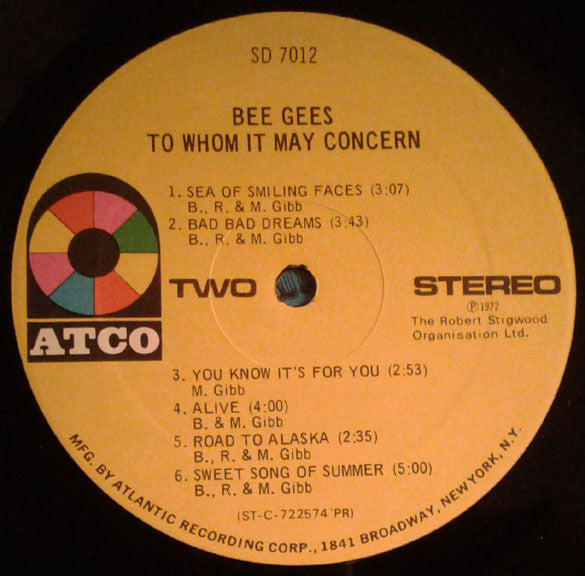 SD 7012
BEE GEES
TO WHOM IT MAY CONCERN
1. SEA OF SMILING FACES (3:07)
B., R. & M. Gibb
2. BAD BAD DREAMS (3:43)
B., R. & M. Gibb
ATCO
TWO
STEREO
Ⓟ1972
The Robert Stigwood
Organisation Ltd.
3. YOU KNOW IT'S FOR YOU (2:53)
M. Gibb
4. ALIVE (4:00)
B. & M. Gibb
5. ROAD TO ALASKA (2:35)
B., R. & M. Gibb
6. SWEET SONG OF SUMMER (5:00)
B., R. & M. Gibb
(ST-C-722574 PR)
MFG. BY ATLANTIC RECORDING CORP., 1841 BROADWAY, NEW YORK, N.Y.